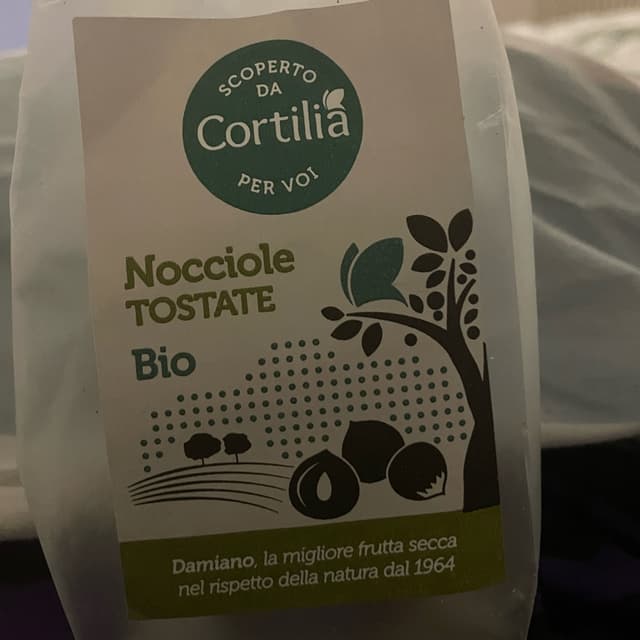 SCOPERTO
DA
Cortilia
PER VOI
Nocciole
TOSTATE
Bio
Damiano, la migliore frutta secca
nel rispetto della natura dal 1964